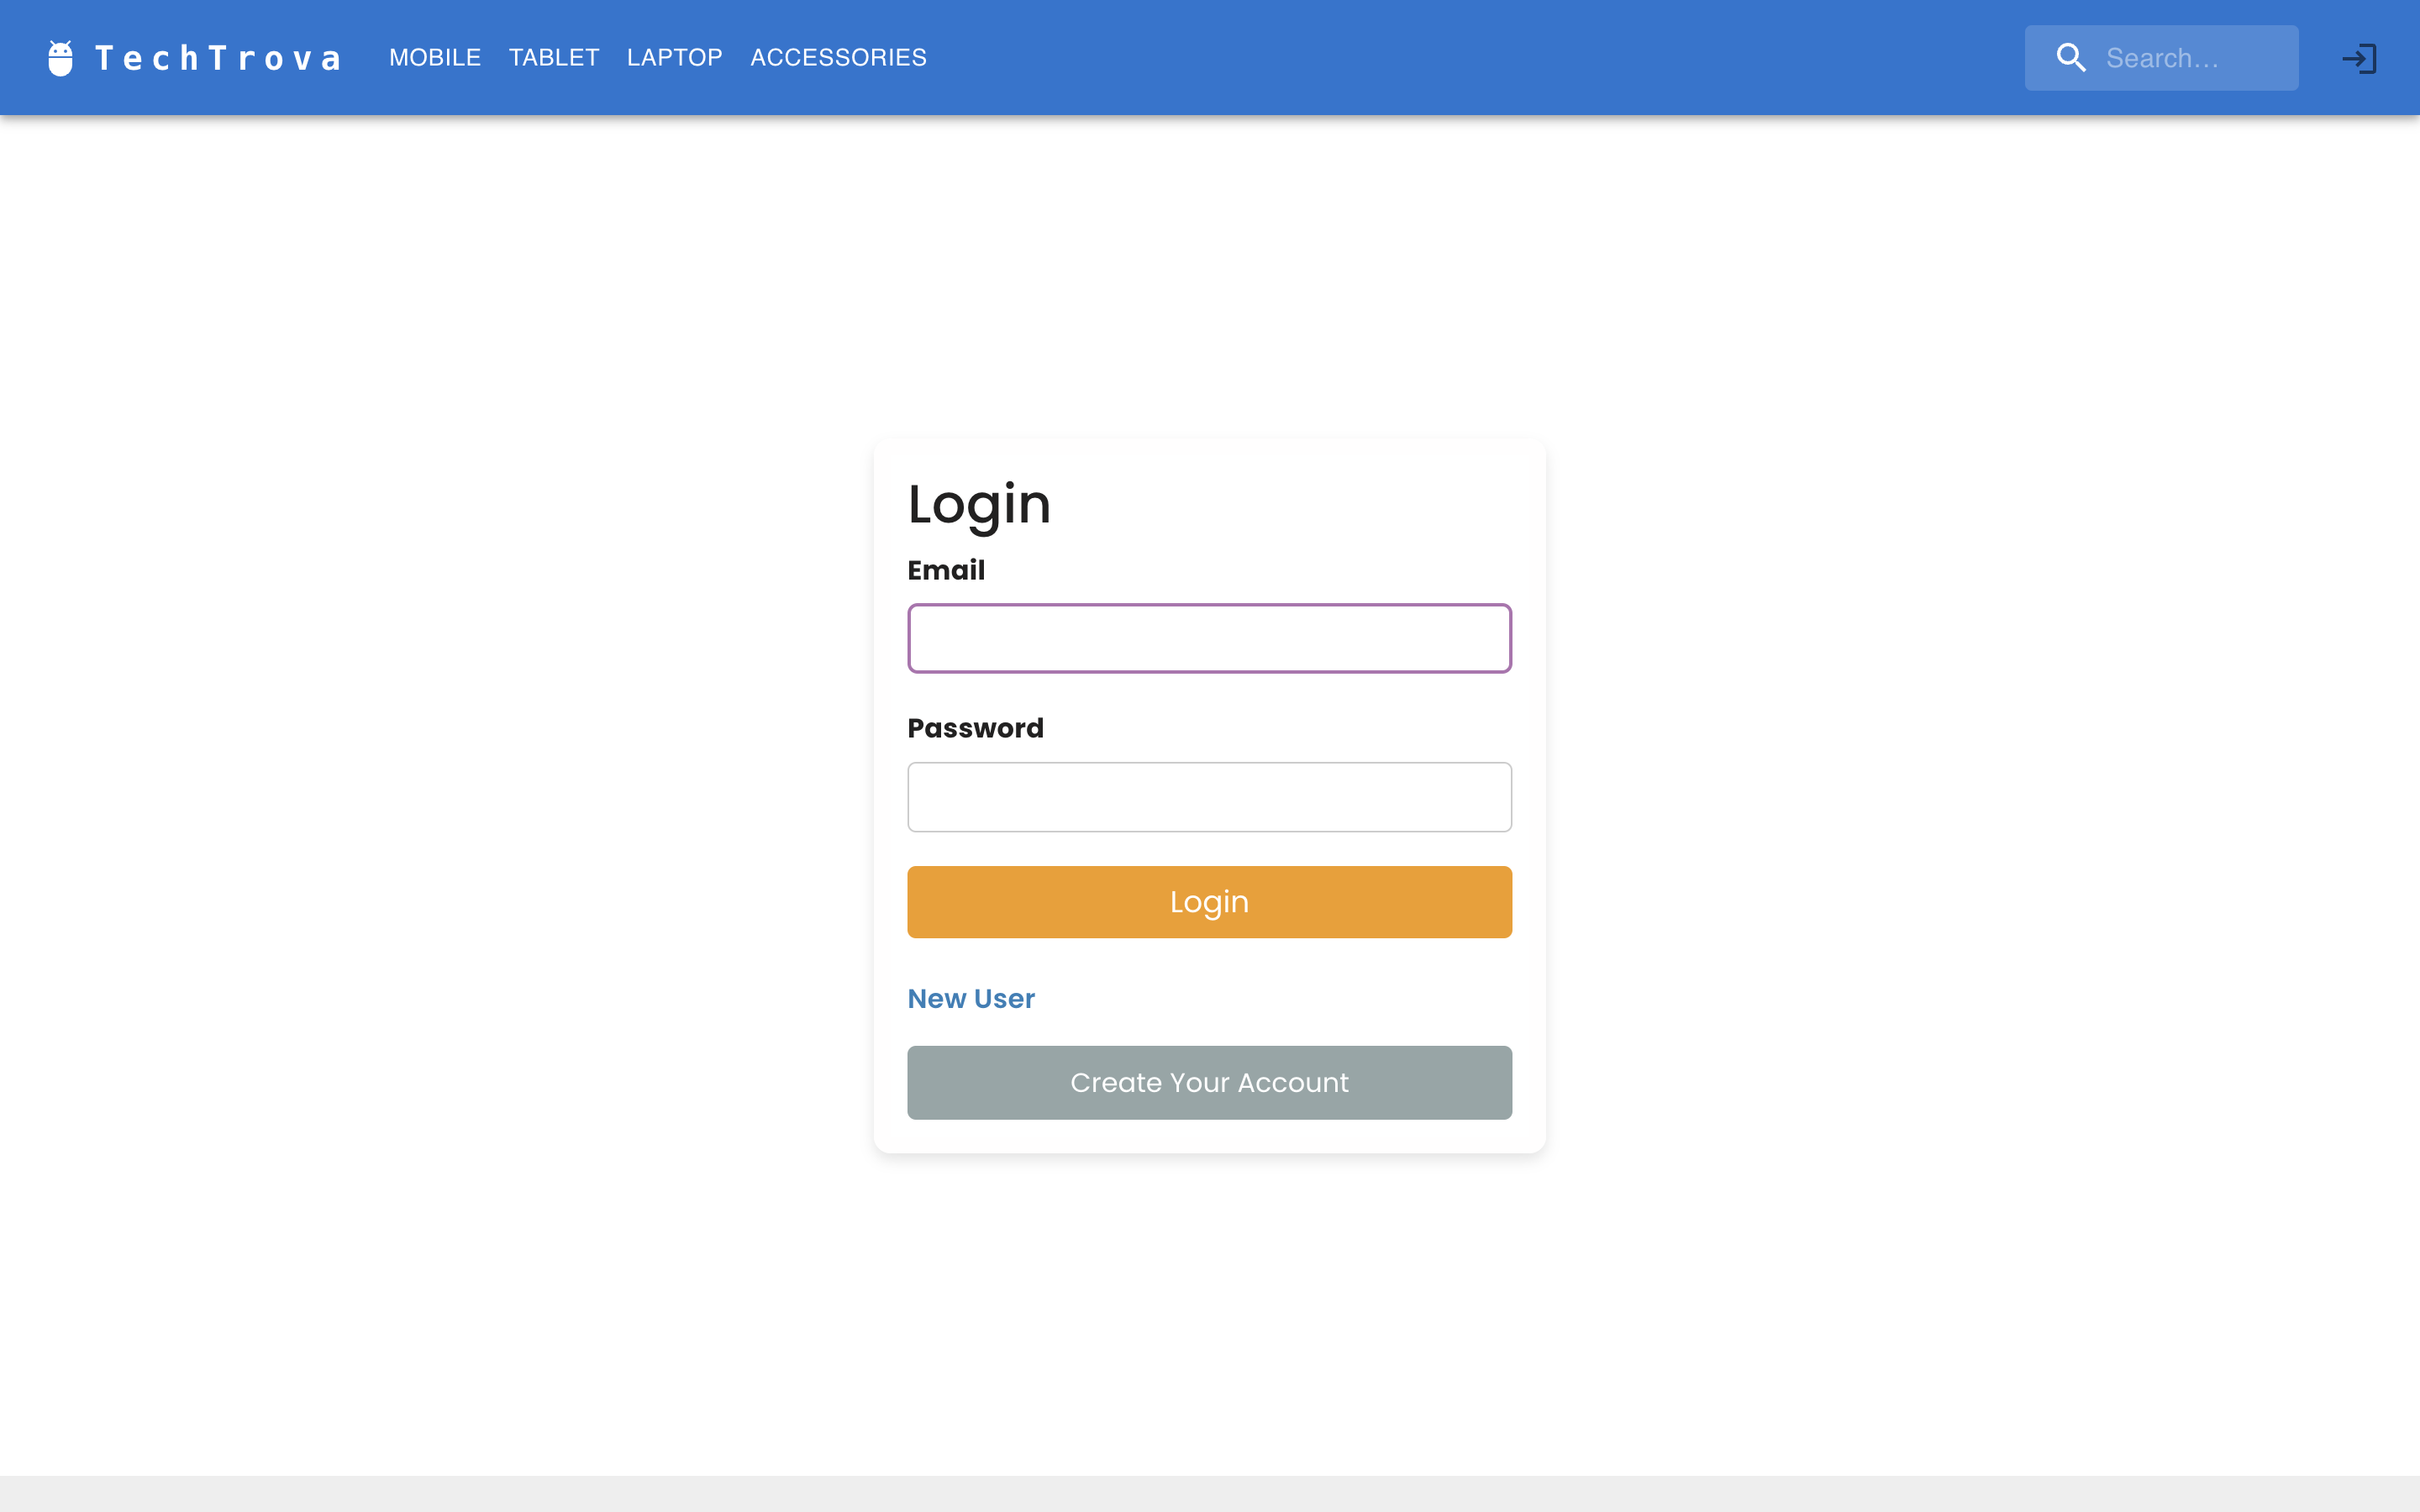 TechTrova MOBILE TABLET LAPTOP ACCESSORIES Search...
Login
Email
Password
Login
New User
Create Your Account